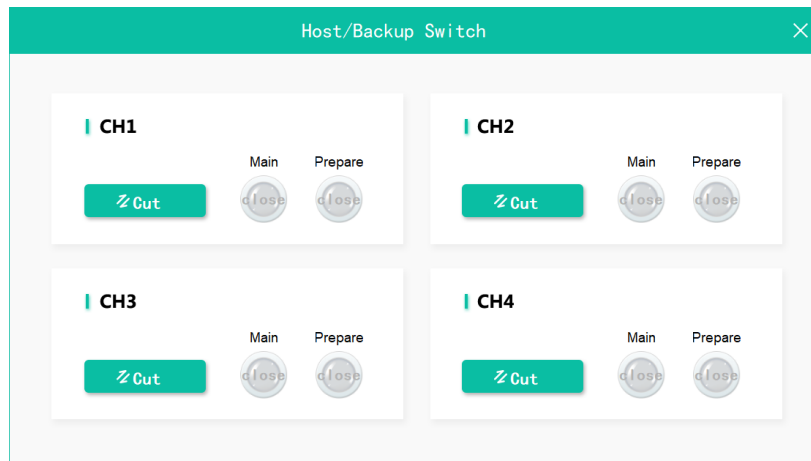 Host/Backup Switch
CH1
Main Prepare
Cut close close
CH2
Main Prepare
Cut close close
CH3
Main Prepare
Cut close close
CH4
Main Prepare
Cut close close